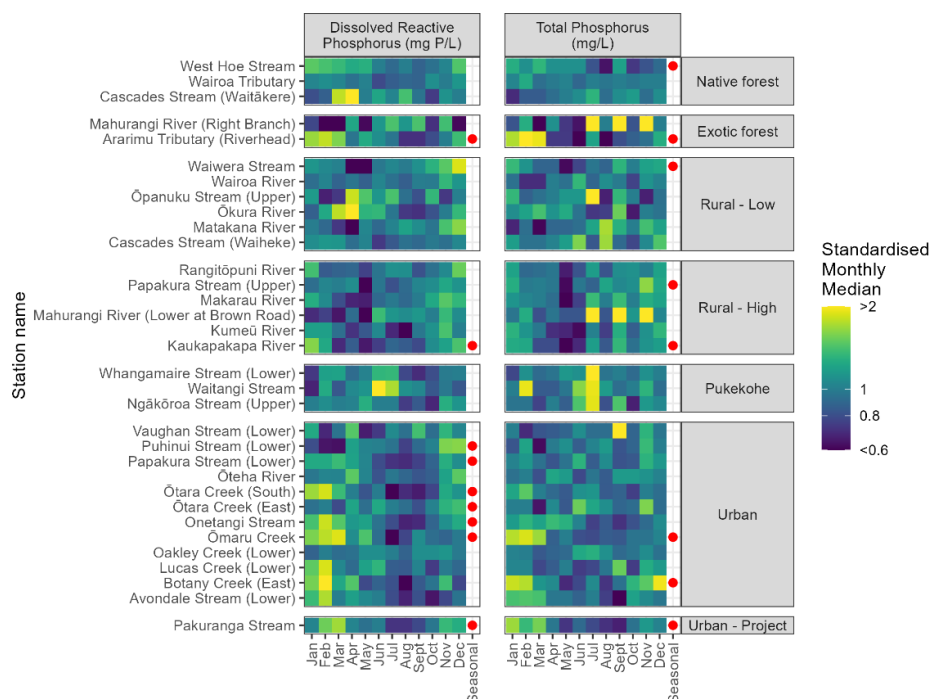 Dissolved Reactive
Phosphorus (mg P/L)
Total Phosphorus
(mg/L)
West Hoe Stream
Wairoa Tributary
Cascades Stream (Waitākere)
Native forest
Mahurangi River (Right Branch)
Ararimu Tributary (Riverhead)
Exotic forest
Waiwera Stream
Wairoa River
Ōpanuku Stream (Upper)
Ōkura River
Matakana River
Cascades Stream (Waiheke)
Rural - Low
Rangitōpuni River
Papakura Stream (Upper)
Makarau River
Mahurangi River (Lower at Brown Road)
Kumeū River
Kaukapakapa River
Rural - High
Whangamaire Stream (Lower)
Waitangi Stream
Ngākōroa Stream (Upper)
Pukekohe
Vaughan Stream (Lower)
Puhinui Stream (Lower)
Papakura Stream (Lower)
Ōteha River
Ōtara Creek (South)
Ōtara Creek (East)
Onetangi Stream
Ōmaru Creek
Oakley Creek (Lower)
Lucas Creek (Lower)
Botany Creek (East)
Avondale Stream (Lower)
Urban
Pakuranga Stream
Urban - Project
Station name
Jan
Feb
Mar
Apr
May
Jun
Jul
Aug
Sept
Oct
Nov
Dec
Seasonal
Jan
Feb
Mar
Apr
May
Jun
Jul
Aug
Sept
Oct
Nov
Dec
Seasonal
Standardised
Monthly
Median
>2
1
0.8
<0.6